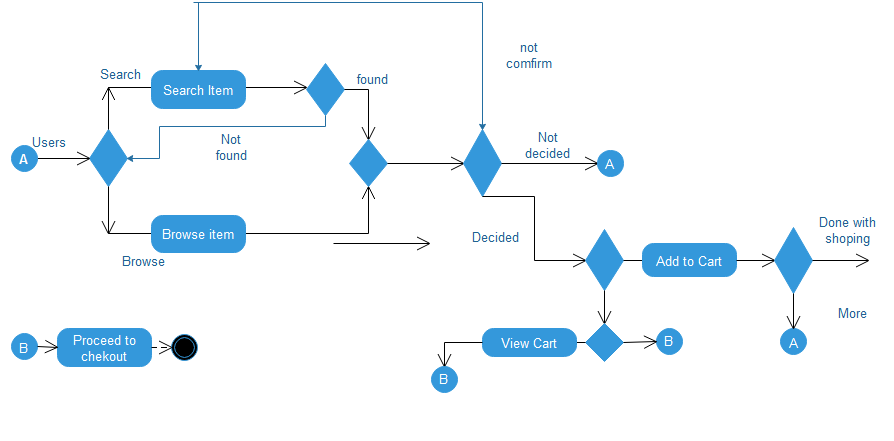 not
comfirm
Search
found
Search Item
Users
Not
found
Not
decided
A
A
Browse item
Browse
Decided
Done with
shoping
Add to Cart
More
B
Proceed to
chekout
View Cart
B
A
B